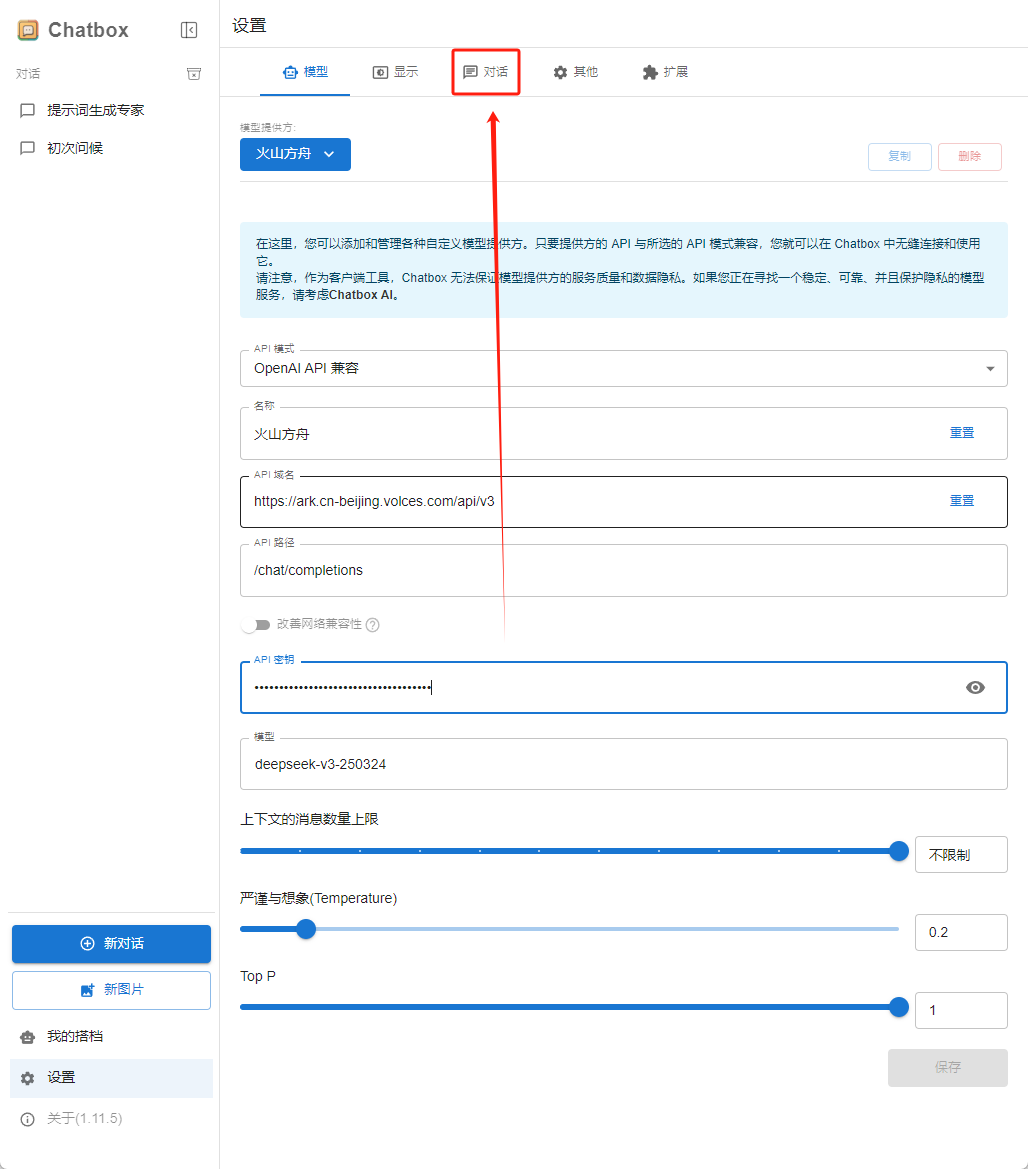 Chatbox
对话
提示词生成专家
初次问候
新对话
新图片
我的搭档
设置
关于(1.11.5)
设置
模型
显示
对话
其他
扩展
模型提供方:
火山方舟
复制
删除
在这里，您可以添加和管理各种自定义模型提供方。只要提供方的 API 与所选的 API 模式兼容，您就可以在 Chatbox 中无缝连接和使用
它。
请注意，作为客户端工具，Chatbox 无法保证模型提供方的服务质量和数据隐私。如果您正在寻找一个稳定、可靠、并且保护隐私的模型
服务，请考虑Chatbox AI。
API 模式
OpenAI API 兼容
名称
火山方舟
重置
API 域名
https://ark.cn-beijing.volces.com/api/v3
重置
API 路径
/chat/completions
改善网络兼容性
API 密钥
模型
deepseek-v3-250324
上下文的消息数量上限
不限制
严谨与想象(Temperature)
0.2
Top P
1
保存